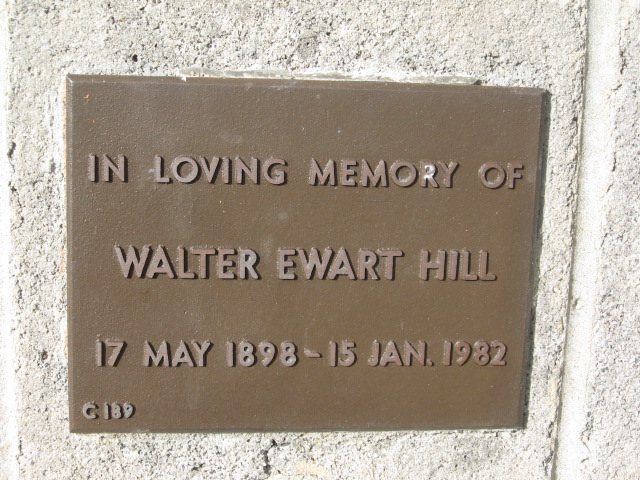 IN LOVING MEMORY OF
WALTER EWART HILL
17 MAY 1898 - 15 JAN. 1982
C 189